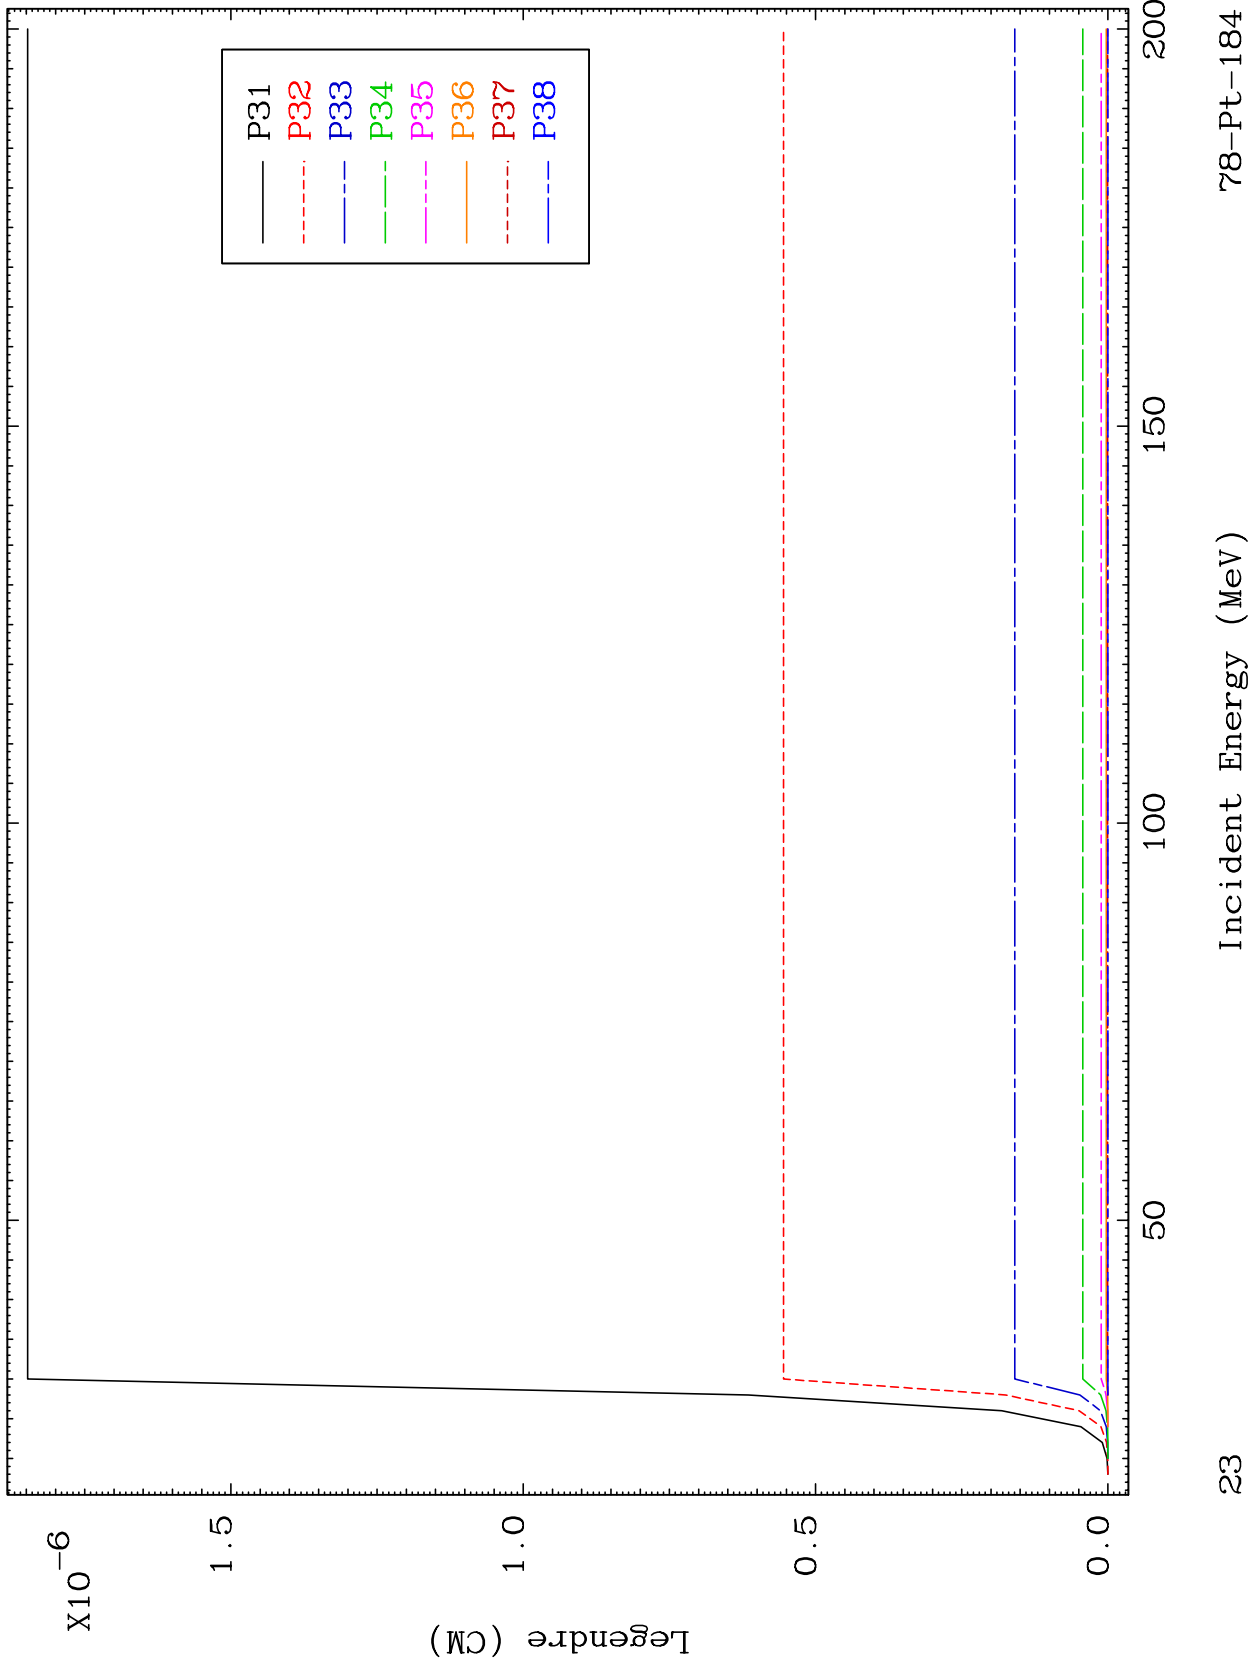 X10⁻⁶
Legendre (CM)
1.5
1.0
0.5
0.0
P31
P32
P33
P34
P35
P36
P37
P38
50
100
150
200
Incident Energy (MeV)
23
78-Pt-184